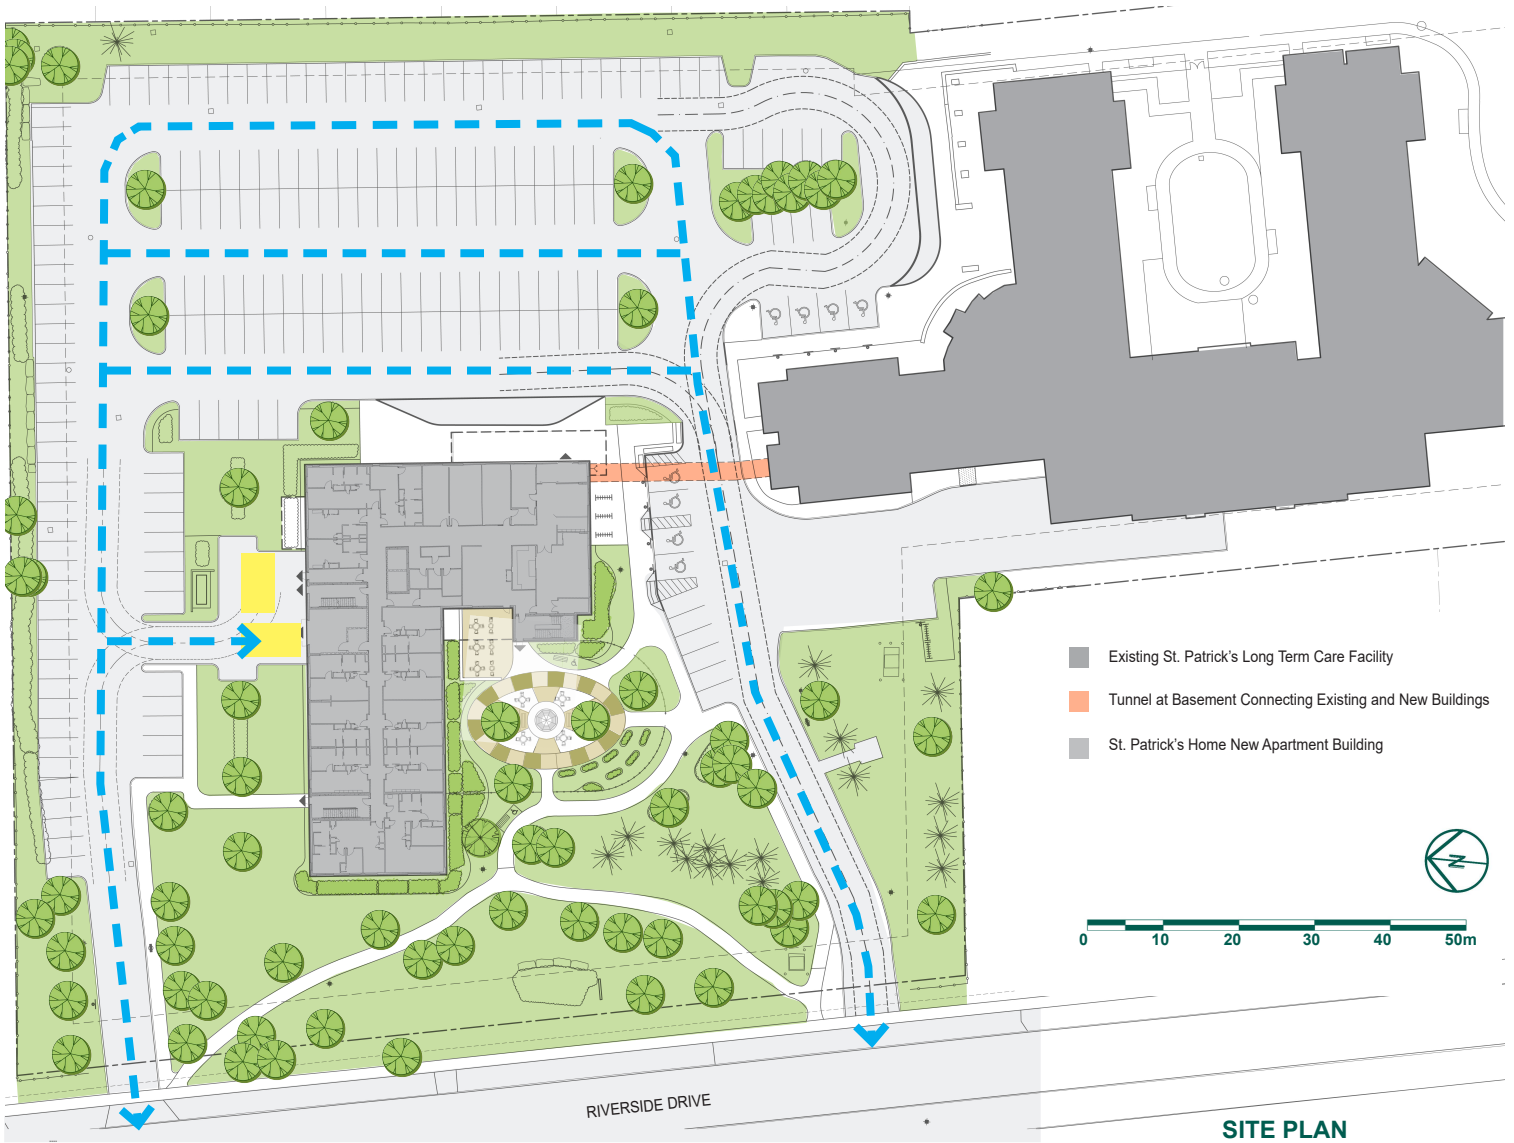 Existing St. Patrick's Long Term Care Facility
Tunnel at Basement Connecting Existing and New Buildings
St. Patrick's Home New Apartment Building
N
0 10 20 30 40 50m
RIVERSIDE DRIVE
SITE PLAN